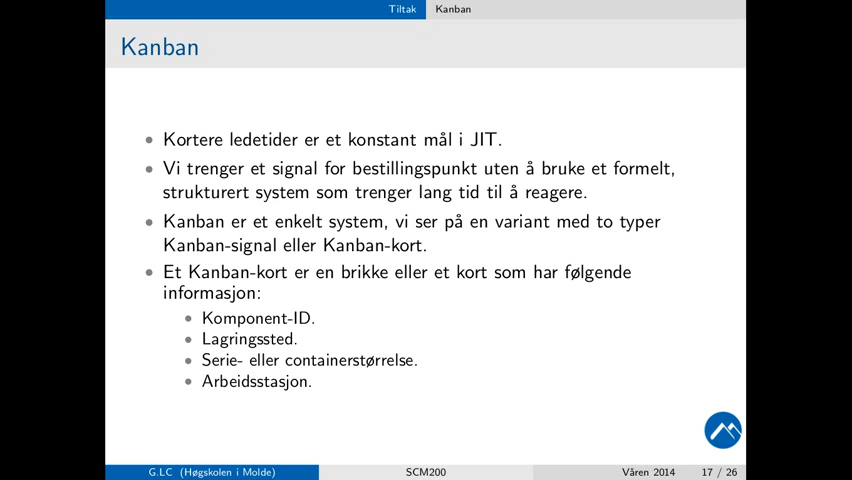 Tiltak Kanban
Kanban
• Kortere ledetider er et konstant mål i JIT.
• Vi trenger et signal for bestillingspunkt uten å bruke et formelt,
strukturert system som trenger lang tid til å reagere.
• Kanban er et enkelt system, vi ser på en variant med to typer
Kanban-signal eller Kanban-kort.
• Et Kanban-kort er en brikke eller et kort som har følgende
informasjon:
• Komponent-ID.
• Lagringssted.
• Serie- eller containerstørrelse.
• Arbeidsstasjon.
G.LC (Høgskolen i Molde) SCM200 Våren 2014 17 / 26